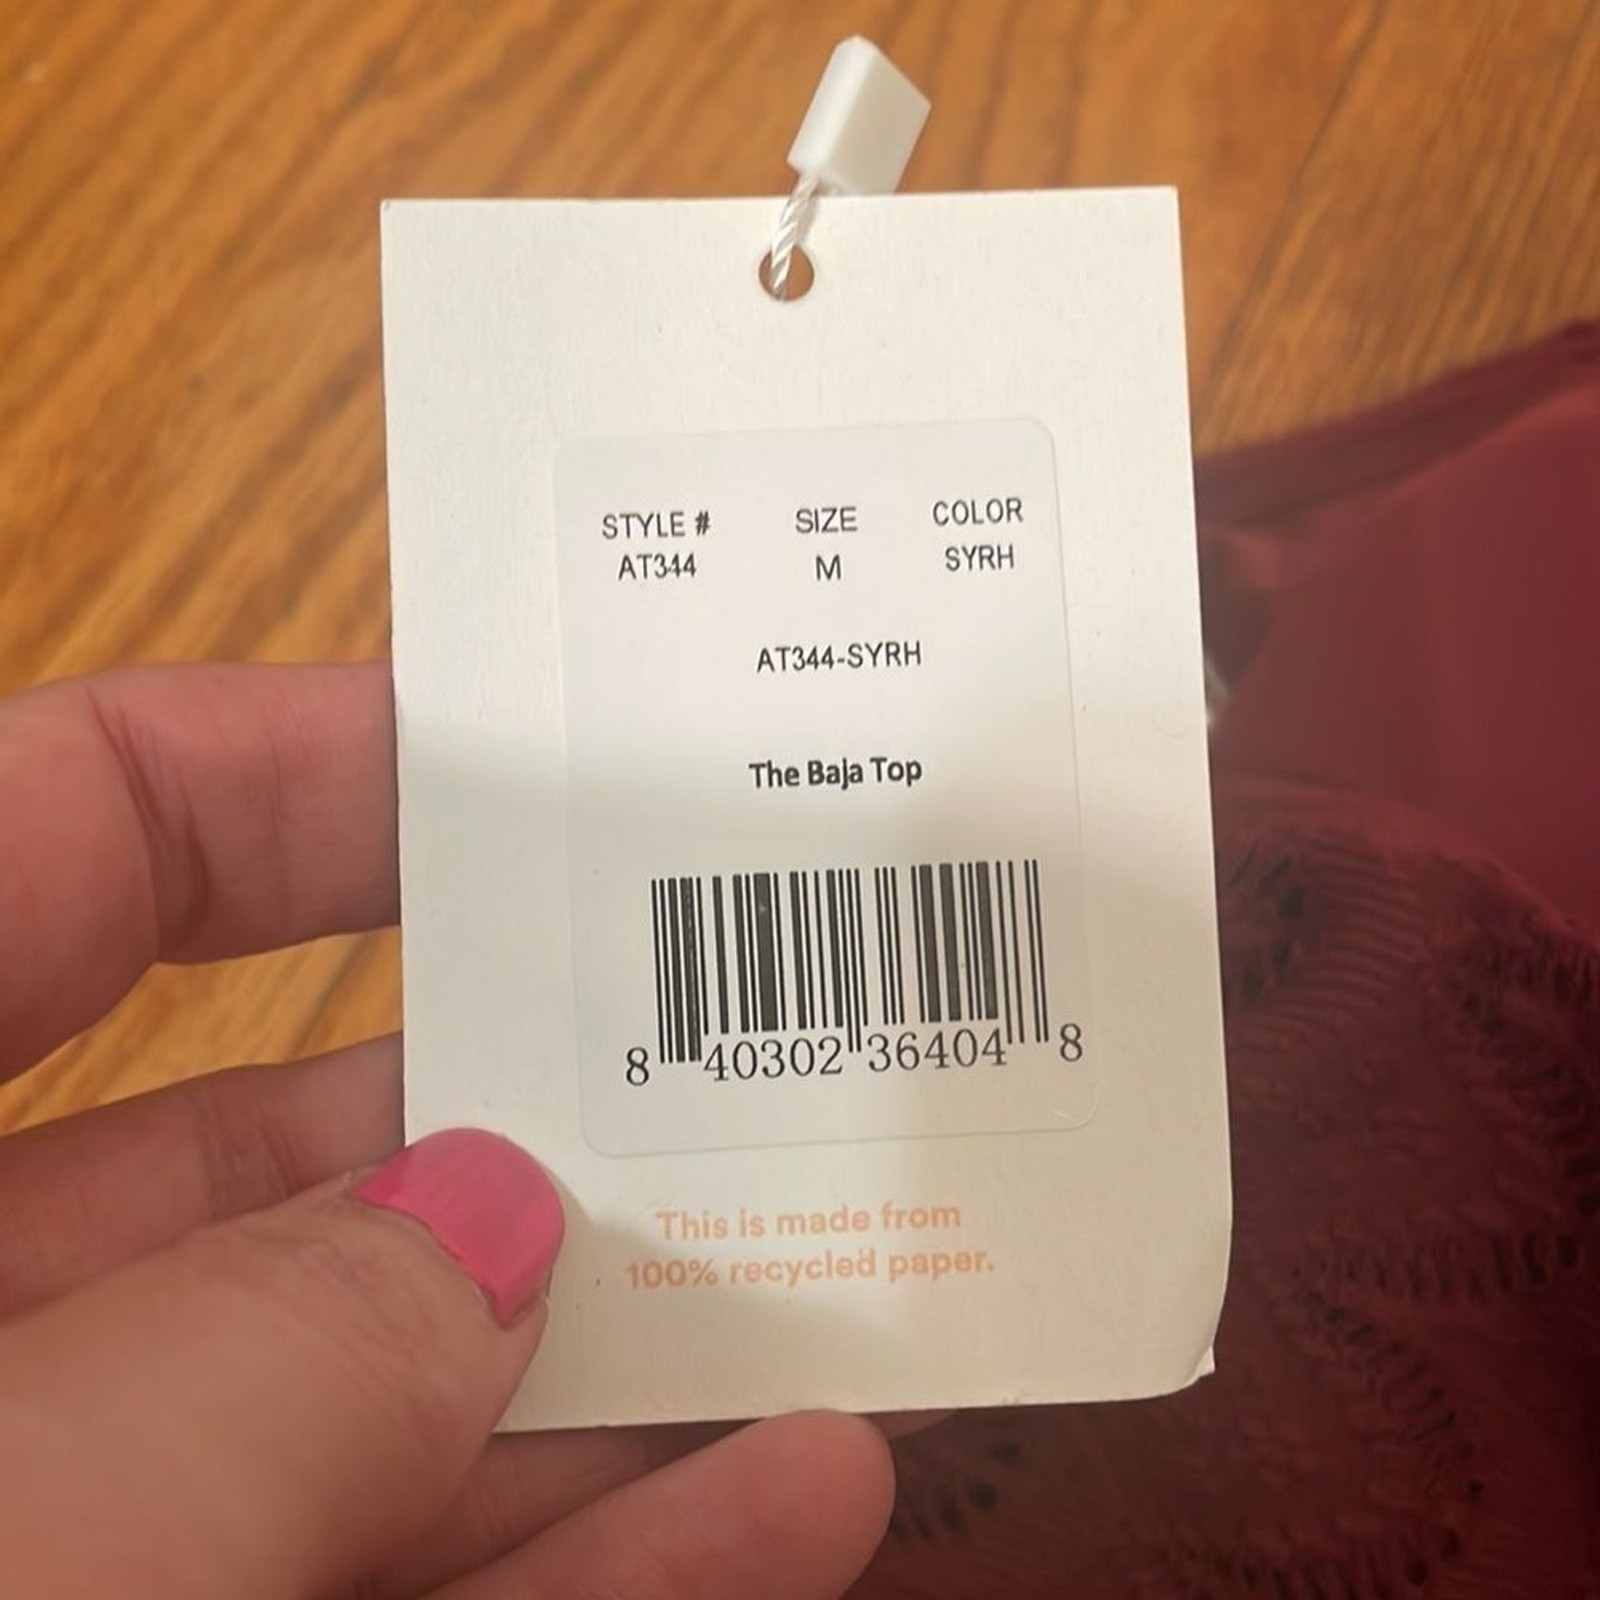 STYLE # SIZE COLOR
AT344 M SYRH
AT344-SYRH
The Baja Top
8 40302 36404 8
This is made from
100% recycled paper.